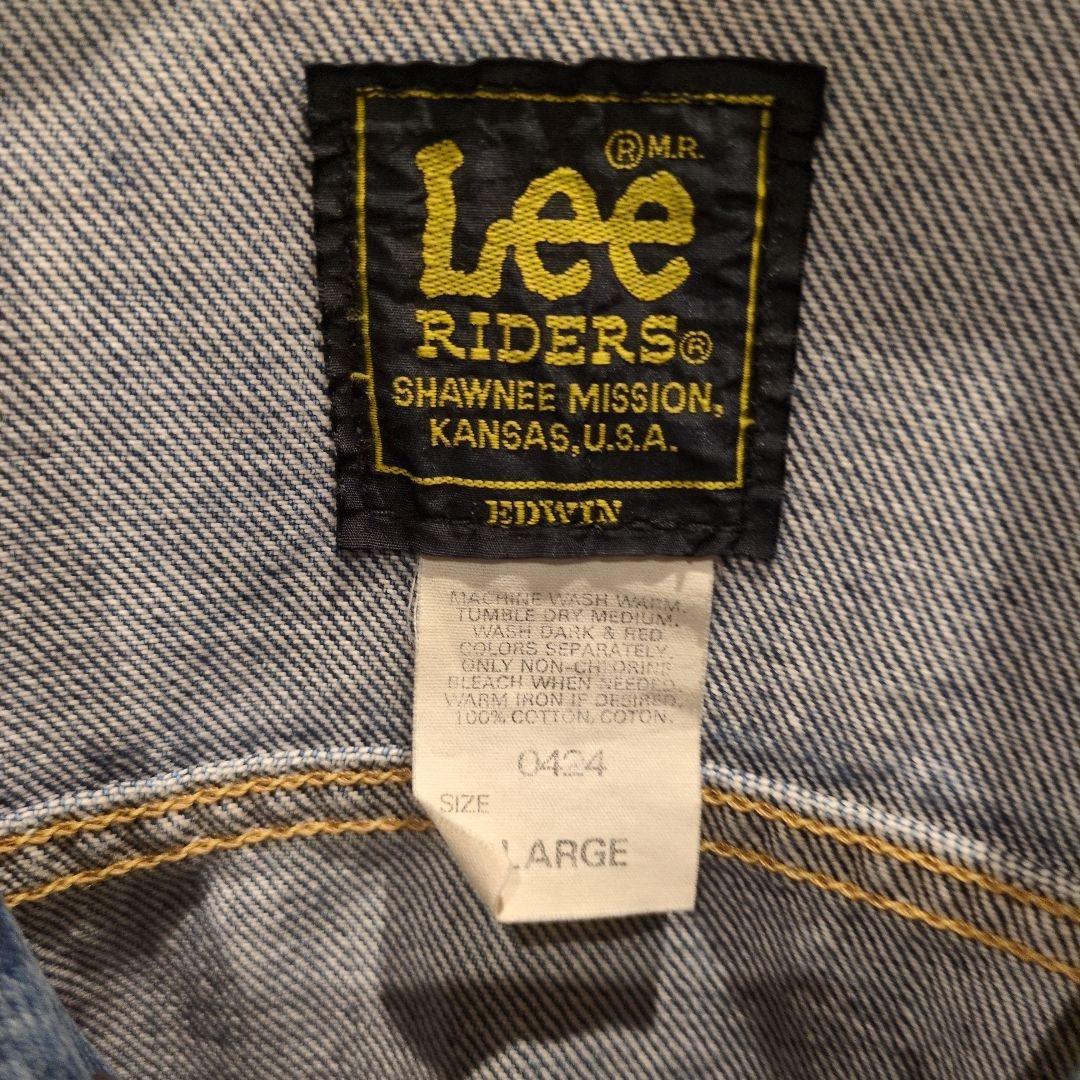 ® M.R.
Lee
RIDERS®
SHAWNEE MISSION,
KANSAS, U.S.A.
EDWIN
MACHINE WASH WARM.
TUMBLE DRY MEDIUM.
WASH DARK & RED
COLORS SEPARATELY.
ONLY NON-CHLORINE
BLEACH WHEN NEEDED.
WARM IRON IF DESIRED.
100% COTTON, COTON.
0424
SIZE
LARGE